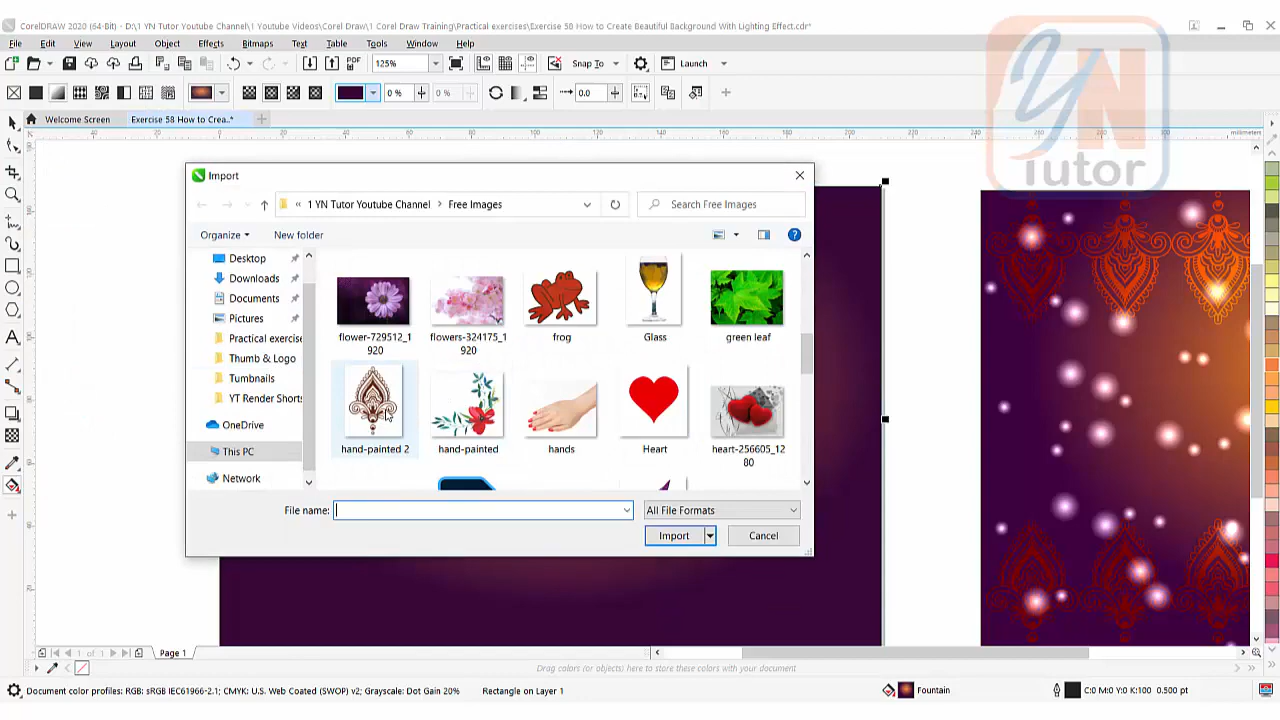 CorelDRAW 2020 (64-Bit) - D:\1 YN Tutor Youtube Channel\1 Youtube Videos\Corel Draw\1 Corel Draw Training\Practical exercises\Exercise 58 How to Create Beautiful Background With Lighting Effect.cdr*
File Edit View Layout Object Effects Bitmaps Text Table Tools Window Help
PDF 125% Snap To Launch
0 % 0 % 0.0
Welcome Screen Exercise 58 How to Crea..*
millimeters
YN
Tutor
Import
« 1 YN Tutor Youtube Channel > Free Images
Search Free Images
Organize New folder
Desktop
Downloads
Documents
Pictures
Practical exercise
Thumb & Logo
Tumbnails
YT Render Shorts
OneDrive
This PC
Network
flower-729512_1920
flowers-324175_1920
frog
Glass
green leaf
hand-painted 2
hand-painted
hands
Heart
heart-256605_1280
File name:
All File Formats
Import
Cancel
1 of 1
Page 1
Drag colors (or objects) here to store these colors with your document
Document color profiles: RGB: sRGB IEC61966-2.1; CMYK: U.S. Web Coated (SWOP) v2; Grayscale: Dot Gain 20% Rectangle on Layer 1 Fountain C:0 M:0 Y:0 K:100 0.500 pt